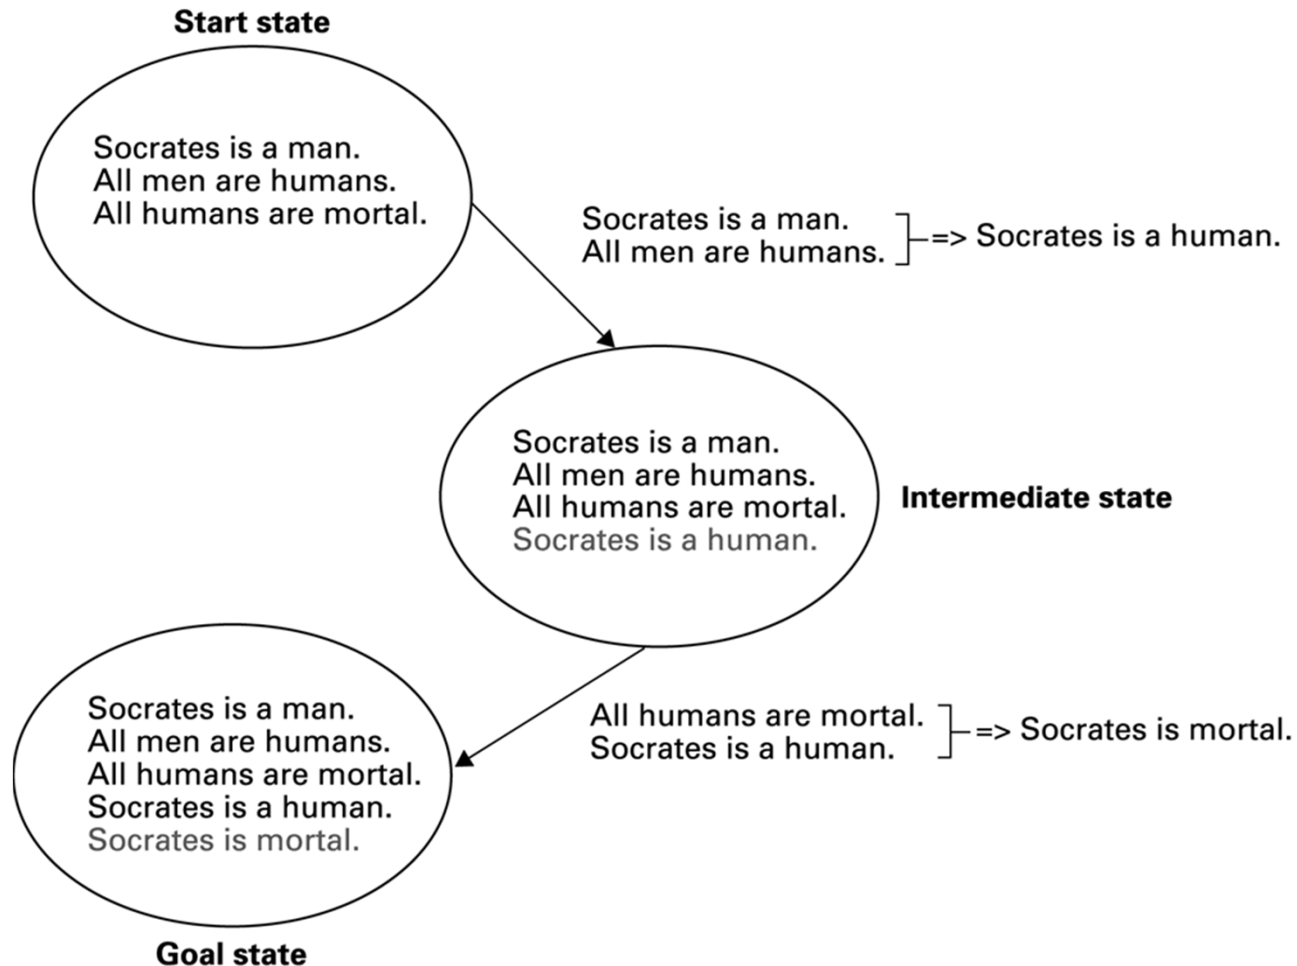 Start state
Socrates is a man.
All men are humans.
All humans are mortal.
Socrates is a man.
All men are humans.
=> Socrates is a human.
Socrates is a man.
All men are humans.
All humans are mortal.
Socrates is a human.
Intermediate state
All humans are mortal.
Socrates is a human.
=> Socrates is mortal.
Socrates is a man.
All men are humans.
All humans are mortal.
Socrates is a human.
Socrates is mortal.
Goal state